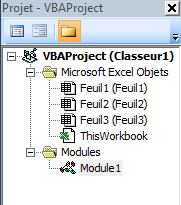 Projet - VBAProject
VBAProject (Classeur1)
Microsoft Excel Objets
Feuil1 (Feuil1)
Feuil2 (Feuil2)
Feuil3 (Feuil3)
ThisWorkbook
Modules
Module1